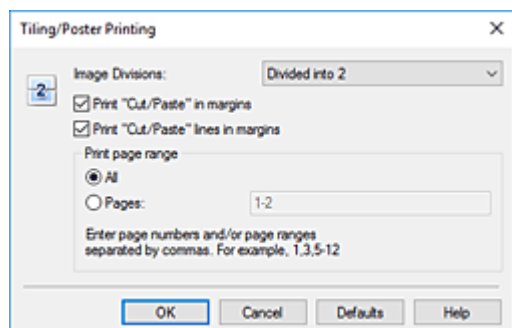 Tiling/Poster Printing
Image Divisions: Divided into 2
2
Print "Cut/Paste" in margins
Print "Cut/Paste" lines in margins
Print page range
All
Pages: 1-2
Enter page numbers and/or page ranges
separated by commas. For example, 1,3,5-12
OK Cancel Defaults Help